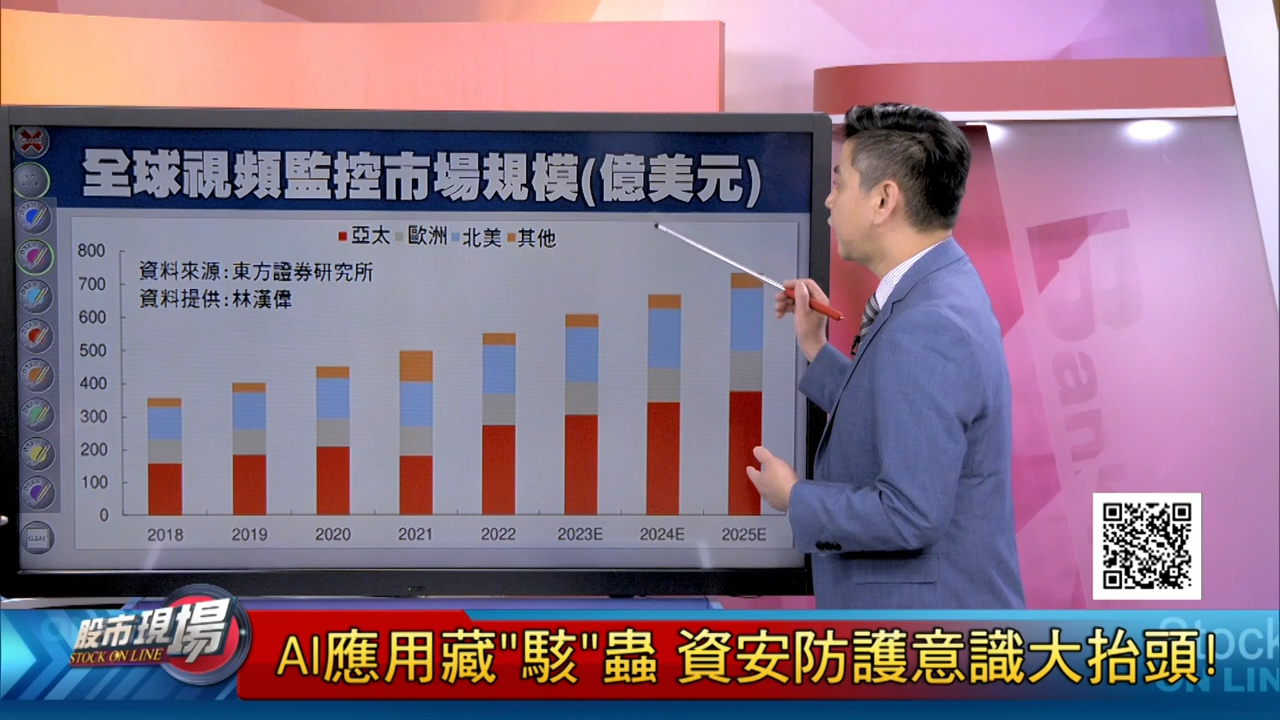 全球視頻監控市場規模(億美元)
亞太 歐洲 北美 其他
資料來源:東方證券研究所
資料提供:林漢偉
800
700
600
500
400
300
200
100
0
2018 2019 2020 2021 2022 2023E 2024E 2025E
CLEAR
股市現場
STOCK ON LINE
AI應用藏"駭"蟲 資安防護意識大抬頭!
Stock
ON LIN